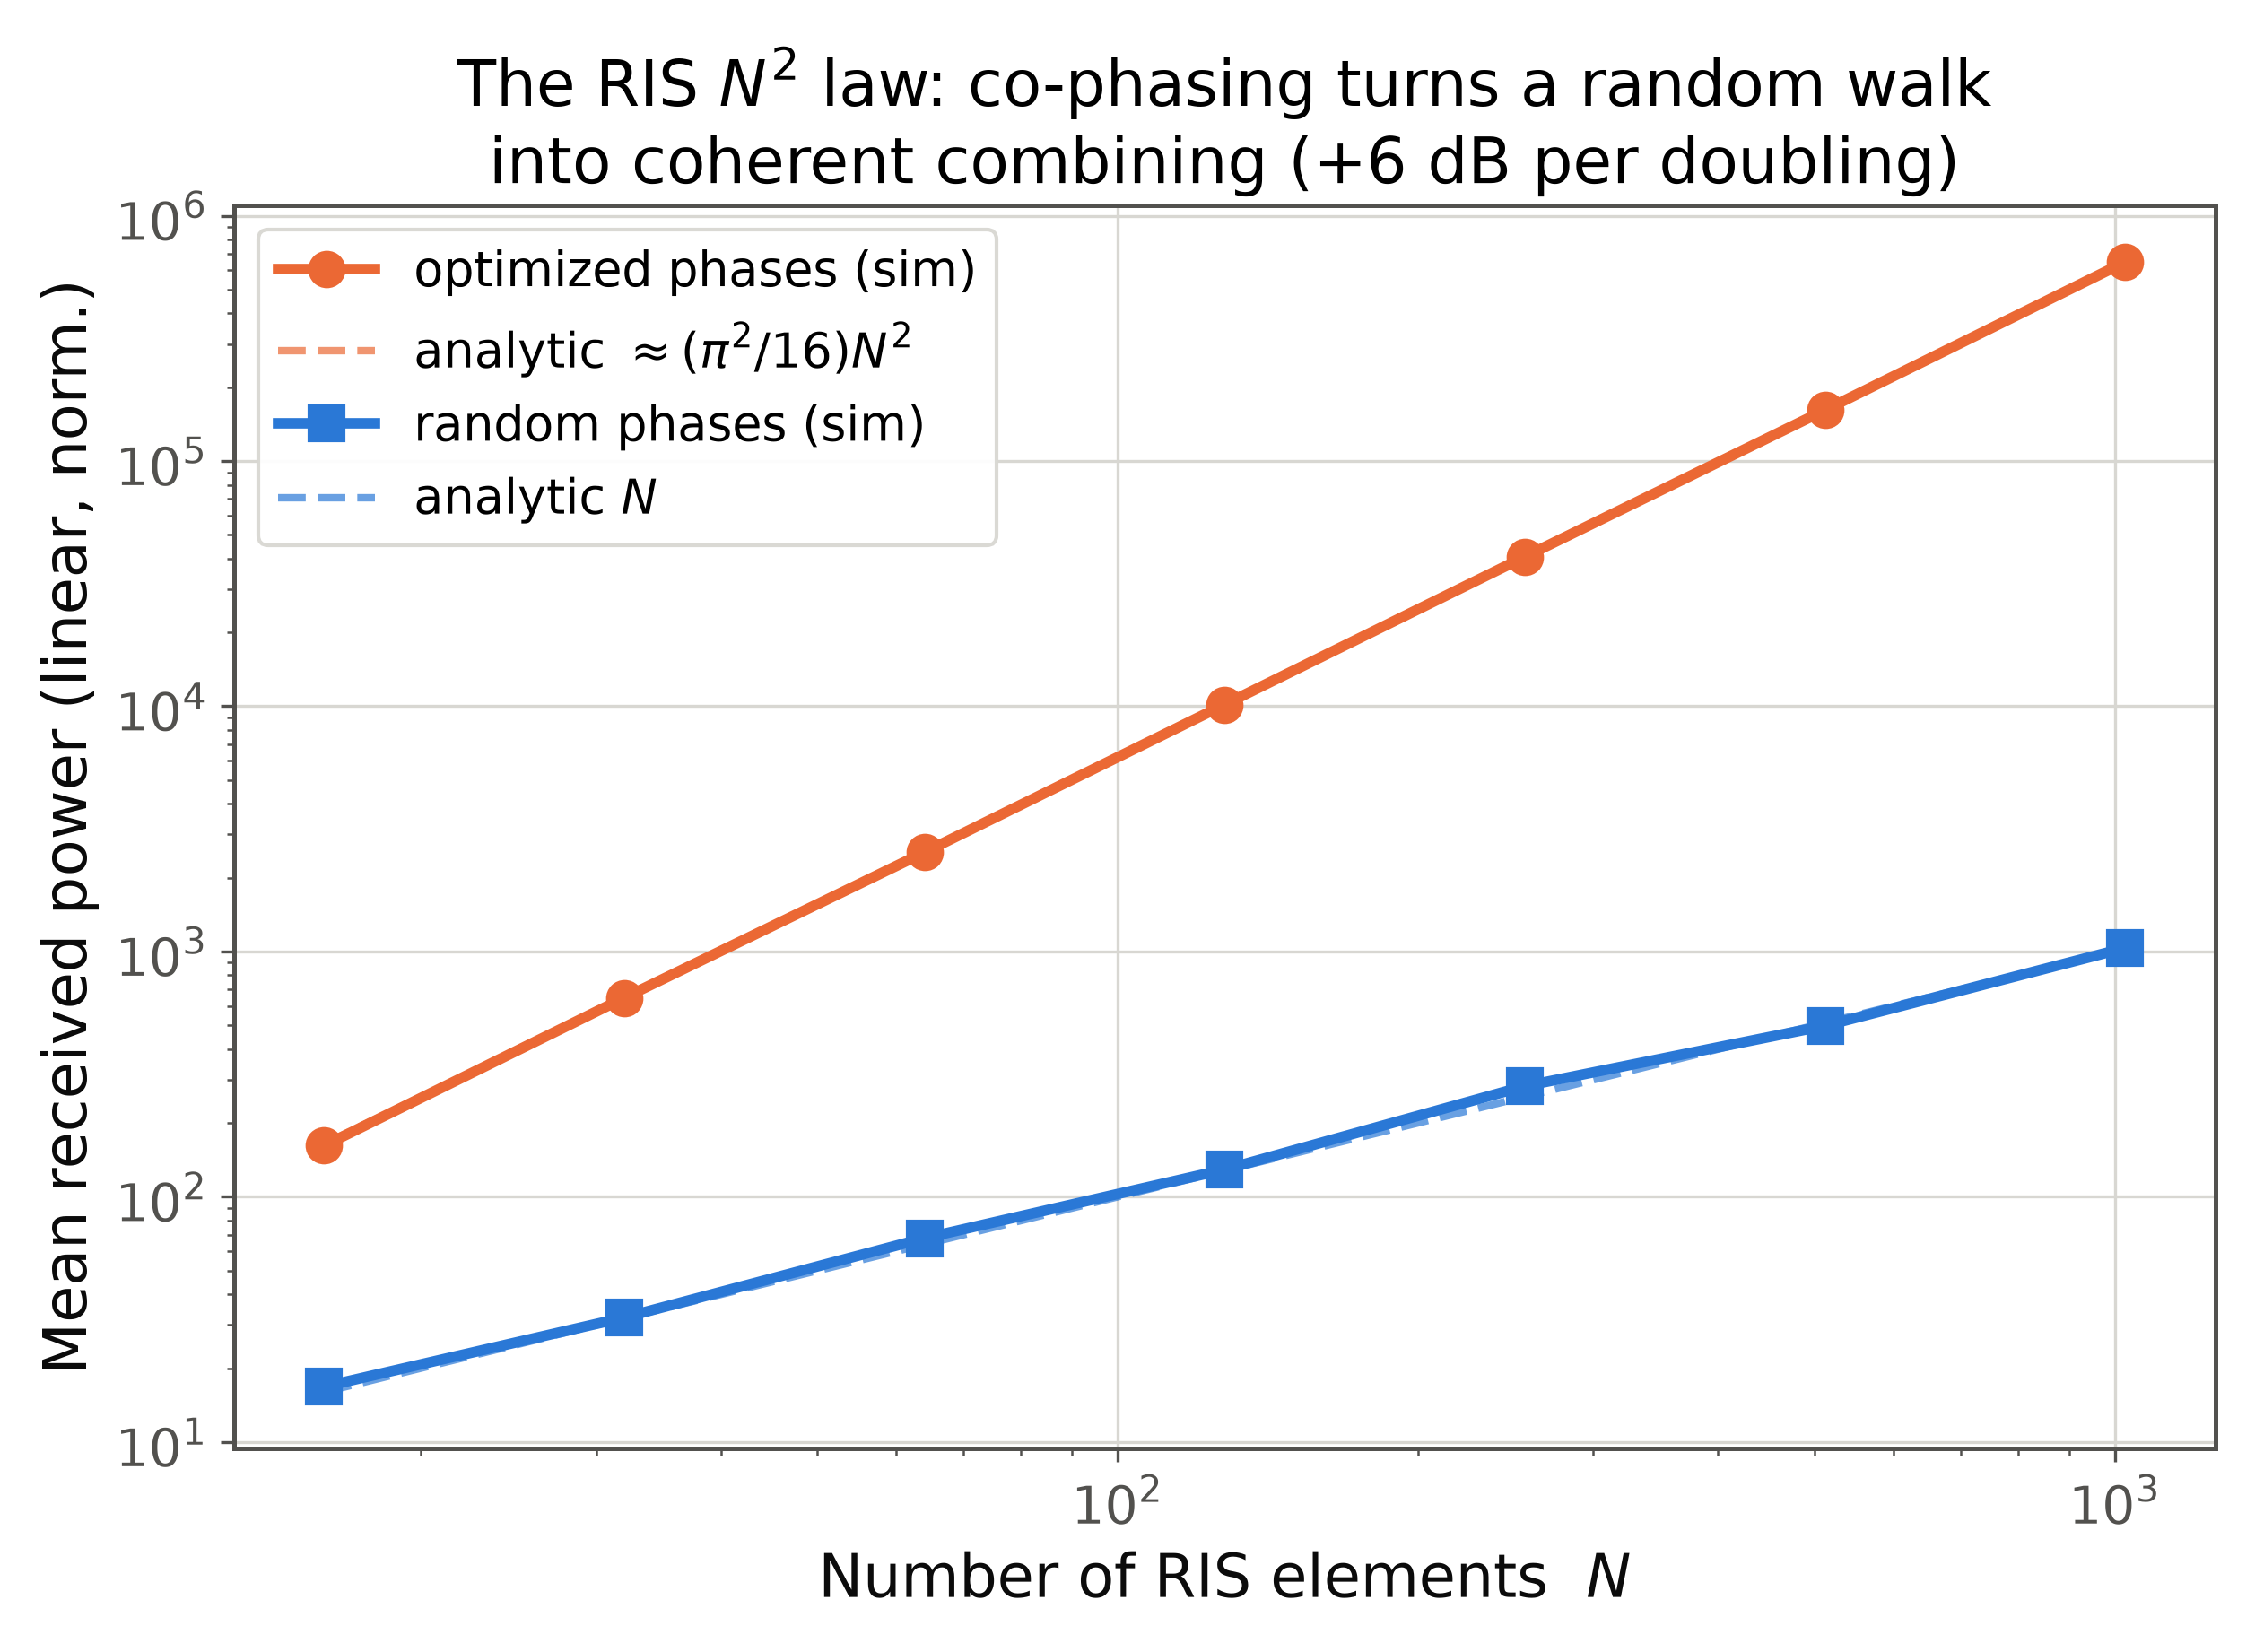 The RIS N² law: co-phasing turns a random walk
into coherent combining (+6 dB per doubling)
optimized phases (sim)
analytic ≈ (π²/16)N²
random phases (sim)
analytic N
Mean received power (linear, norm.)
10⁶
10⁵
10⁴
10³
10²
10¹
10²
10³
Number of RIS elements N